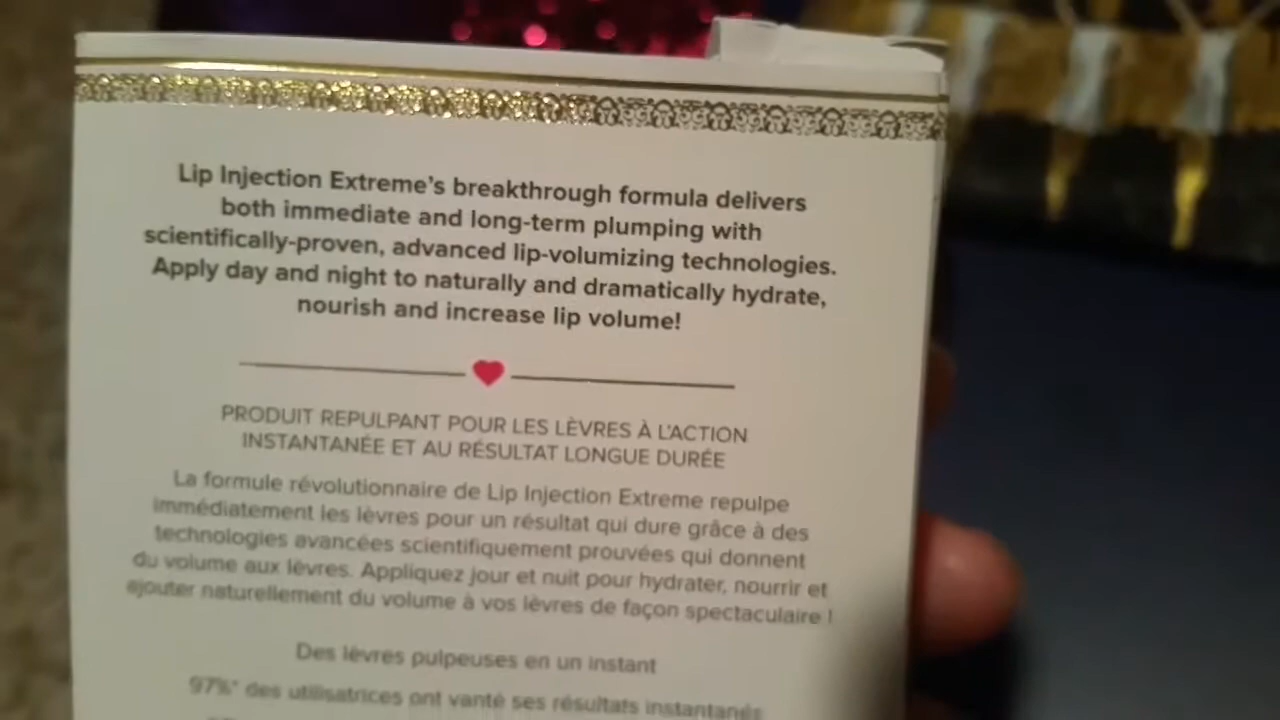 Lip Injection Extreme's breakthrough formula delivers
both immediate and long-term plumping with
scientifically-proven, advanced lip-volumizing technologies.
Apply day and night to naturally and dramatically hydrate,
nourish and increase lip volume!
PRODUIT REPULPANT POUR LES LÈVRES À L'ACTION
INSTANTANÉE ET AU RÉSULTAT LONGUE DURÉE
La formule révolutionnaire de Lip Injection Extreme repulpe
immédiatement les lèvres pour un résultat qui dure grâce à des
technologies avancées scientifiquement prouvées qui donnent
du volume aux lèvres. Appliquez jour et nuit pour hydrater, nourrir et
ajouter naturellement du volume à vos lèvres de façon spectaculaire !
Des lèvres pulpeuses en un instant
97%* des utilisatrices ont vanté ses résultats instantanés